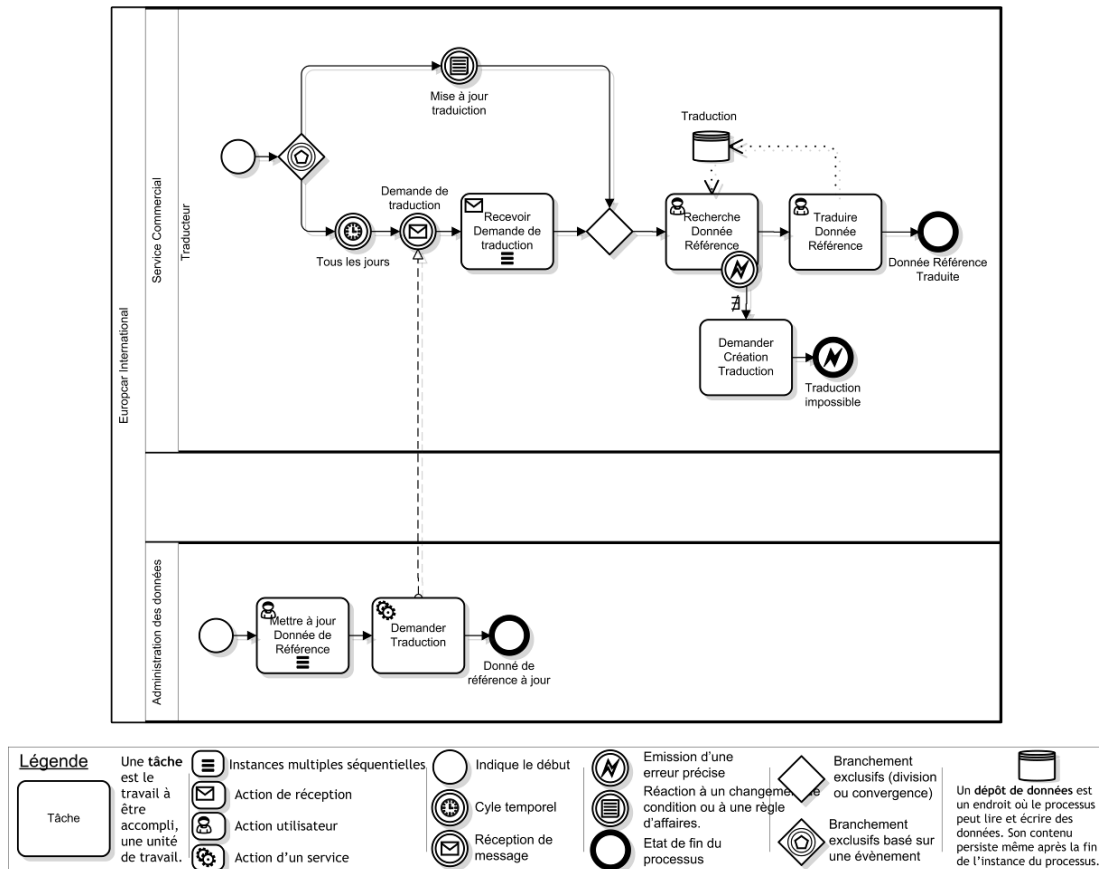 Europcar International
Service Commercial
Traducteur
Mise à jour
traduiction
Traduction
Demande de
traduction
Recevoir
Demande de
traduction
Recherche
Donnée
Référence
Traduire
Donnée
Référence
Tous les jours
Donnée Référence
Traduite
∄
Demander
Création
Traduction
Traduction
impossible
Administration des données
Mettre à jour
Donnée de
Référence
Demander
Traduction
Donné de
référence à jour
Légende
Tâche
Une tâche
est le
travail à
être
accompli,
une unité
de travail.
Instances multiples séquentielles
Action de réception
Action utilisateur
Action d'un service
Indique le début
Cyle temporel
Réception de
message
Emission d'une
erreur précise
Réaction à un changement de
condition ou à une règle
d'affaires.
Etat de fin du
processus
Branchement
exclusifs (division
ou convergence)
Branchement
exclusifs basé sur
une évènement
Un dépôt de données est
un endroit où le processus
peut lire et écrire des
données. Son contenu
persiste même après la fin
de l'instance du processus.